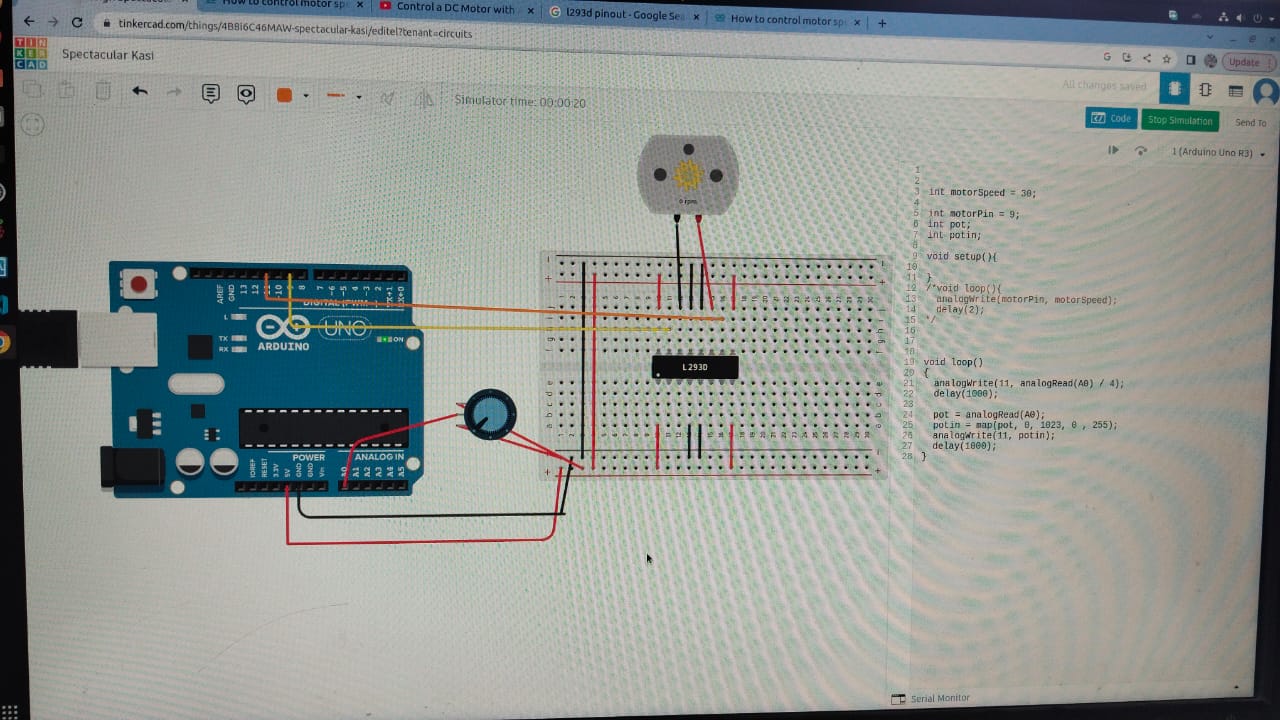 How to control motor sp
Control a DC Motor with
l293d pinout - Google Sea
How to control motor sp
tinkercad.com/things/4B8i6C46MAW-spectacular-kasi/editel?tenant=circuits
Update
TIN
KER
CAD
Spectacular Kasi
All changes saved
Simulator time: 00:00:20
Code
Stop Simulation
Send To
1 (Arduino Uno R3)
0 rpm
AREF
GND
13
12
8
7
~6
~5
4
~3
2
TX→1
RX←0
DIGITAL (PWM~)
L
TX
RX
UNO
ARDUINO
ON
L293D
POWER
ANALOG IN
IOREF
RESET
3.3V
5V
GND
GND
Vin
A0
A1
A2
A3
A4
A5
1
2
3 int motorSpeed = 30;
4
5 int motorPin = 9;
6 int pot;
7 int potin;
8
9 void setup(){
10
11 }
12 /*void loop(){
13 analogWrite(motorPin, motorSpeed);
14 delay(2);
15 */
16
17
18
19 void loop()
20 {
21 analogWrite(11, analogRead(A0) / 4);
22 delay(1000);
23
24 pot = analogRead(A0);
25 potin = map(pot, 0, 1023, 0 , 255);
26 analogWrite(11, potin);
27 delay(1000);
28 }
Serial Monitor